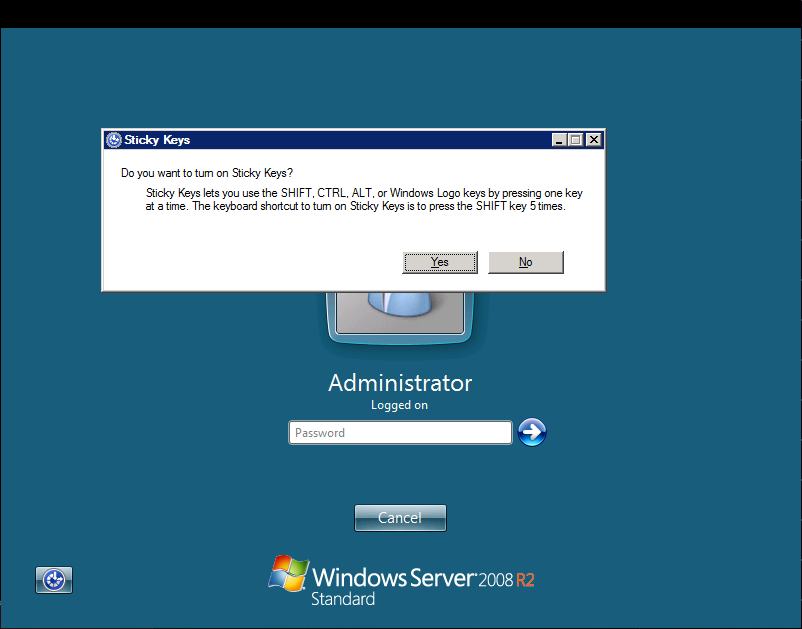 Sticky Keys
Do you want to turn on Sticky Keys?
Sticky Keys lets you use the SHIFT, CTRL, ALT, or Windows Logo keys by pressing one key
at a time. The keyboard shortcut to turn on Sticky Keys is to press the SHIFT key 5 times.
Yes No
Administrator
Logged on
Password
Cancel
Windows Server 2008 R2
Standard